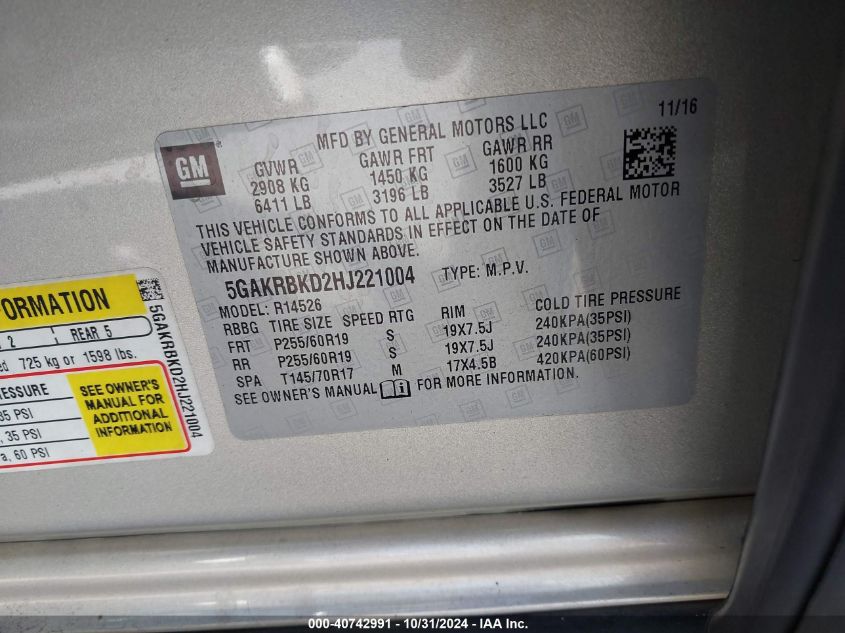 11/16
MFD BY GENERAL MOTORS LLC
GM
GVWR GAWR FRT GAWR RR
2908 KG 1450 KG 1600 KG
6411 LB 3196 LB 3527 LB
THIS VEHICLE CONFORMS TO ALL APPLICABLE U.S. FEDERAL MOTOR
VEHICLE SAFETY STANDARDS IN EFFECT ON THE DATE OF
MANUFACTURE SHOWN ABOVE.
5GAKRBKD2HJ221004 TYPE: M.P.V.
MODEL: R14526
RBBG TIRE SIZE SPEED RTG RIM COLD TIRE PRESSURE
FRT P255/60R19 S 19X7.5J 240KPA(35PSI)
RR P255/60R19 S 19X7.5J 240KPA(35PSI)
SPA T145/70R17 M 17X4.5B 420KPA(60PSI)
SEE OWNER'S MANUAL FOR MORE INFORMATION.
FORMATION
2 REAR 5
725 kg or 1598 lbs.
SEE OWNER'S
MANUAL FOR
ADDITIONAL
INFORMATION
35 PSI
, 35 PSI
a, 60 PSI
5GAKRBKD2HJ221004
000-40742991 - 10/31/2024 - IAA Inc.